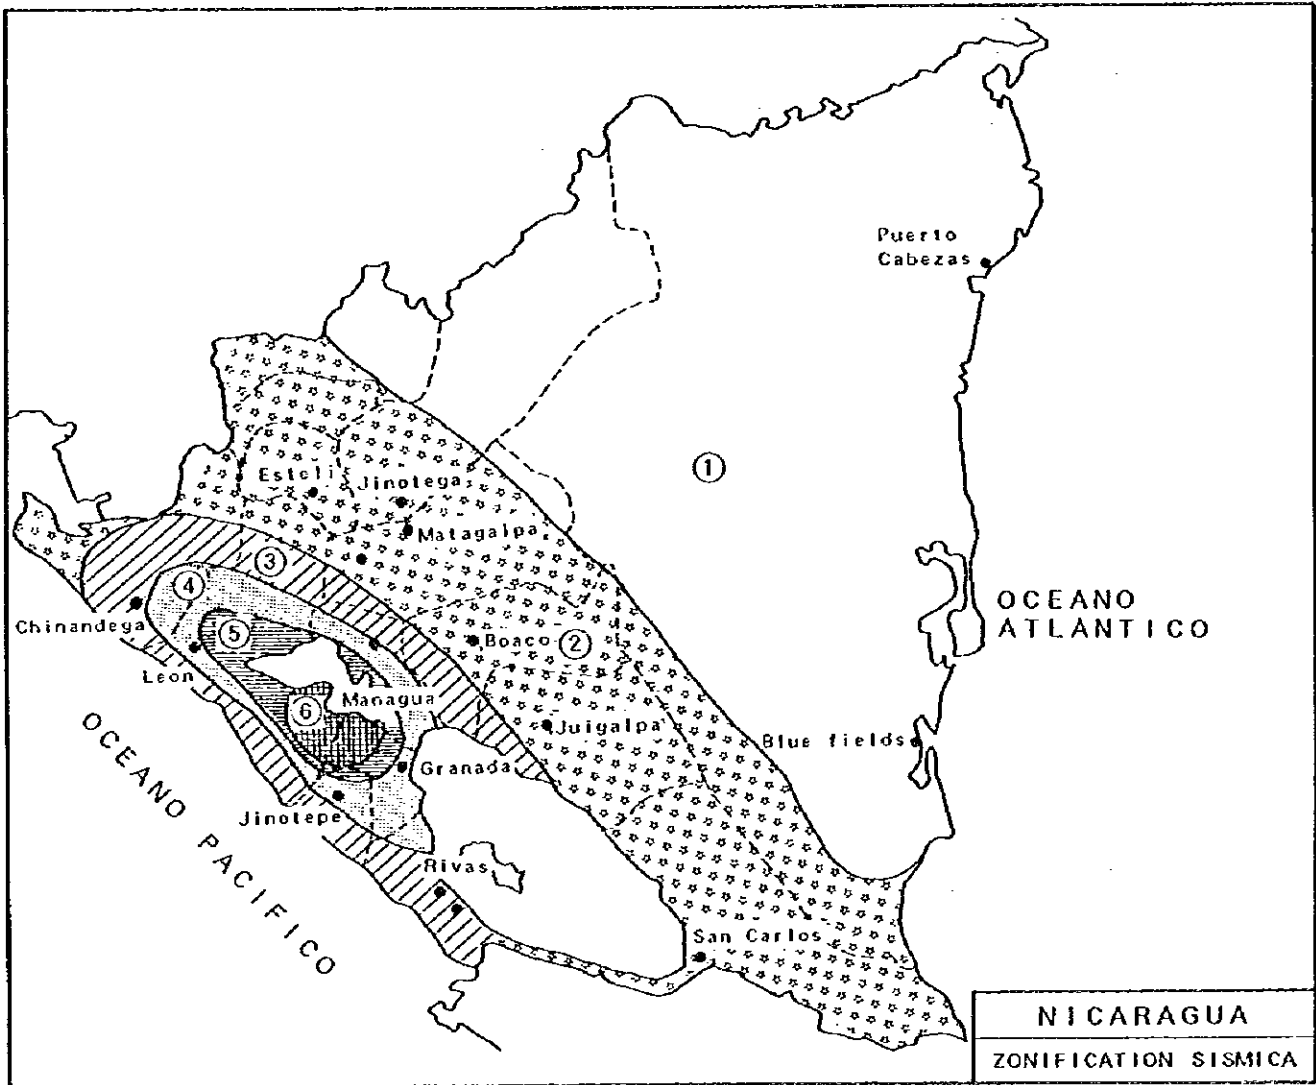 Puerto
Cabezas
①
Esteli
Jinotega
Matagalpa
③
④
Chinandega
⑤
Boaco
②
OCEANO
ATLANTICO
Leon
Managua
⑥
Juigalpa
Blue fields
Granada
Jinotepe
OCEANO PACIFICO
Rivas
San Carlos
NICARAGUA
ZONIFICATION SISMICA